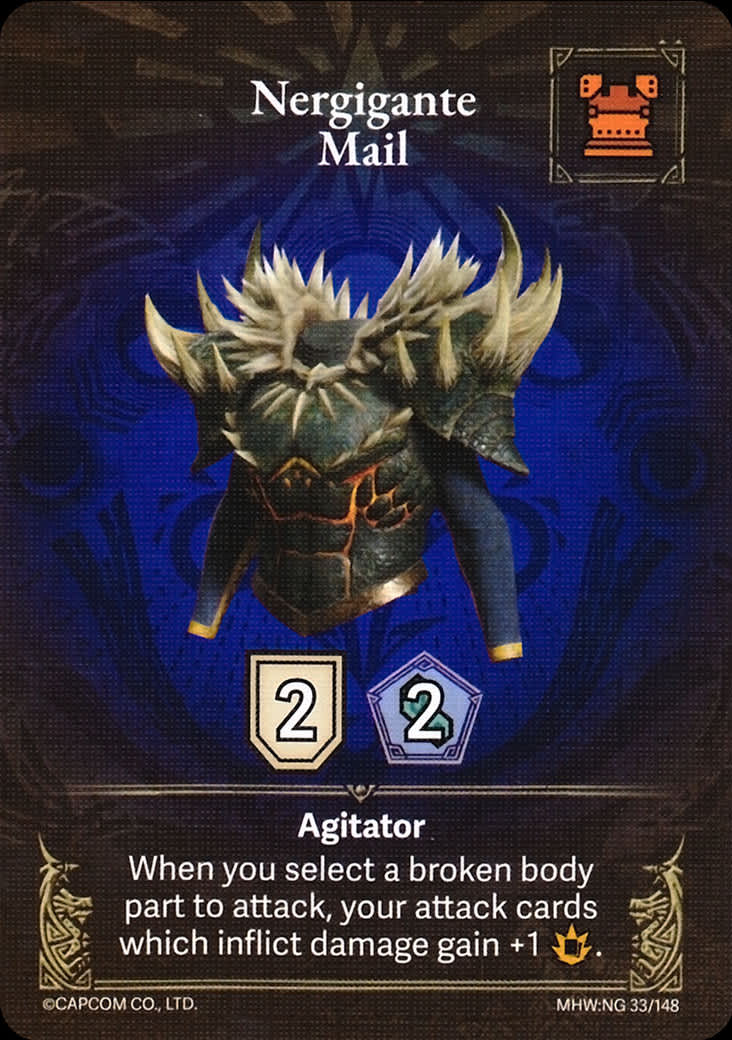 Nergigante
Mail
2
2
Agitator
When you select a broken body
part to attack, your attack cards
which inflict damage gain +1 .
©CAPCOM CO., LTD.
MHW:NG 33/148